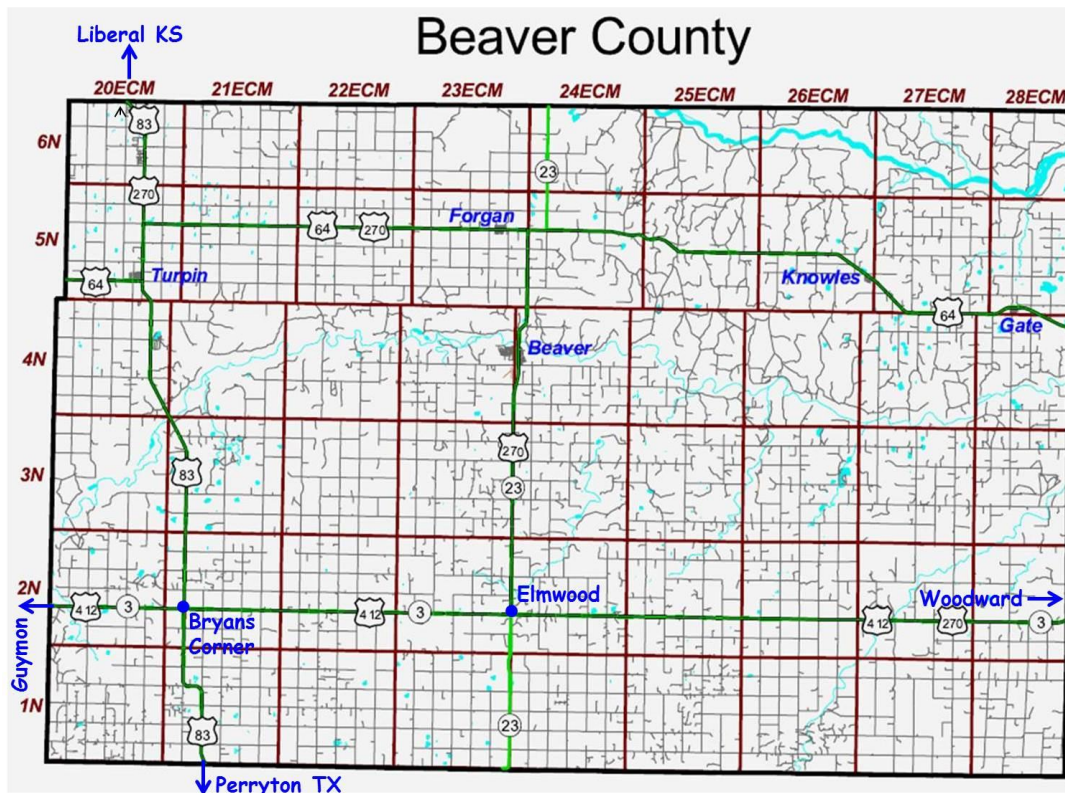 Beaver County
Liberal KS
20ECM 21ECM 22ECM 23ECM 24ECM 25ECM 26ECM 27ECM 28ECM
83
6N
23
270
Forgan
64 270
5N
Turpin
Knowles
64
64
Gate
Beaver
4N
270
83
3N
23
2N
Elmwood
Woodward
412 3
412 3
412 270 3
Bryans
Corner
Guymon
1N
23
83
Perryton TX